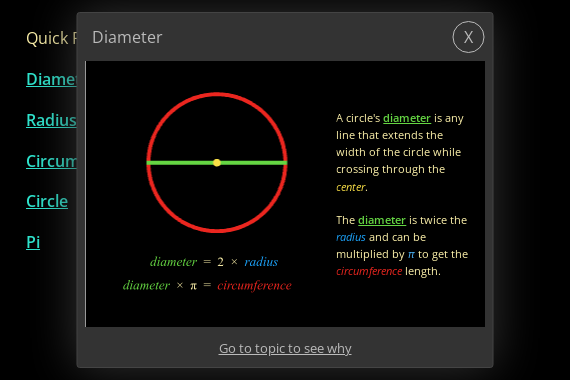 Diameter
X
Quick
Diame
Radius
Circum
Circle
Pi
A circle's diameter is any
line that extends the
width of the circle while
crossing through the
center.
The diameter is twice the
radius and can be
multiplied by π to get the
circumference length.
diameter = 2 × radius
diameter × π = circumference
Go to topic to see why